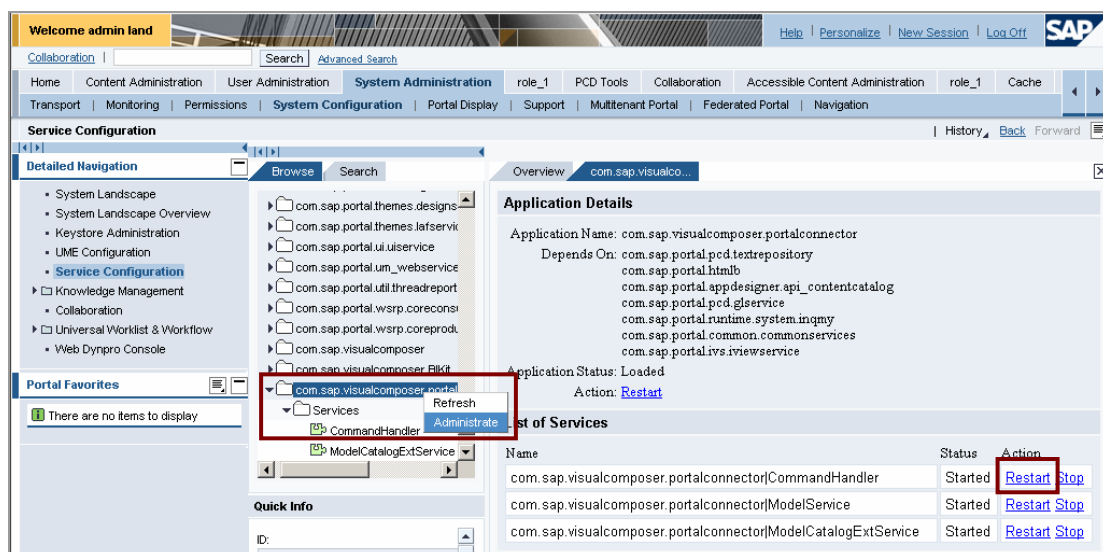 Welcome admin land
Help | Personalize | New Session | Log Off
SAP
Collaboration | Search Advanced Search
Home Content Administration User Administration System Administration role_1 PCD Tools Collaboration Accessible Content Administration role_1 Cache
Transport | Monitoring | Permissions | System Configuration | Portal Display | Support | Multitenant Portal | Federated Portal | Navigation
Service Configuration
| History Back Forward
Detailed Navigation
System Landscape
System Landscape Overview
Keystore Administration
UME Configuration
Service Configuration
Knowledge Management
Collaboration
Universal Worklist & Workflow
Web Dynpro Console
Portal Favorites
There are no items to display
Browse Search
com.sap.portal.themes.designs
com.sap.portal.themes.lafservic
com.sap.portal.ui.uiservice
com.sap.portal.um_webservice
com.sap.portal.util.threadreport
com.sap.portal.wsrp.coreconsu
com.sap.portal.wsrp.coreprodu
com.sap.visualcomposer
com.sap.visualcomposer.BIKit
com.sap.visualcomposer.portal
Services
CommandHandler
ModelCatalogExtService
Refresh
Administrate
Quick Info
ID:
Overview com.sap.visualco...
Application Details
Application Name: com.sap.visualcomposer.portalconnector
Depends On: com.sap.portal.pcd.textrepository
com.sap.portal.htmlb
com.sap.portal.appdesigner.api_contentcatalog
com.sap.portal.pcd.glservice
com.sap.portal.runtime.system.inqmy
com.sap.portal.common.commonservices
com.sap.portal.ivs.iviewservice
Application Status: Loaded
Action: Restart
List of Services
Name Status Action
com.sap.visualcomposer.portalconnector|CommandHandler Started Restart Stop
com.sap.visualcomposer.portalconnector|ModelService Started Restart Stop
com.sap.visualcomposer.portalconnector|ModelCatalogExtService Started Restart Stop